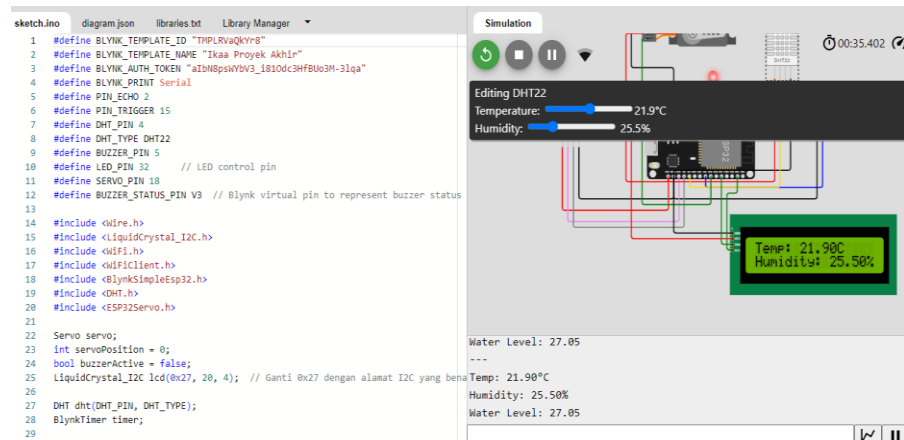 sketch.ino diagram.json libraries.txt Library Manager
1 #define BLYNK_TEMPLATE_ID "TMPLRVaQkYr8"
2 #define BLYNK_TEMPLATE_NAME "Ikaa Proyek Akhir"
3 #define BLYNK_AUTH_TOKEN "aIbN8psWYbV3_i81Odc3HfBUo3M-3lqa"
4 #define BLYNK_PRINT Serial
5 #define PIN_ECHO 2
6 #define PIN_TRIGGER 15
7 #define DHT_PIN 4
8 #define DHT_TYPE DHT22
9 #define BUZZER_PIN 5
10 #define LED_PIN 32 // LED control pin
11 #define SERVO_PIN 18
12 #define BUZZER_STATUS_PIN V3 // Blynk virtual pin to represent buzzer status
13
14 #include <Wire.h>
15 #include <LiquidCrystal_I2C.h>
16 #include <WiFi.h>
17 #include <WiFiClient.h>
18 #include <BlynkSimpleEsp32.h>
19 #include <DHT.h>
20 #include <ESP32Servo.h>
21
22 Servo servo;
23 int servoPosition = 0;
24 bool buzzerActive = false;
25 LiquidCrystal_I2C lcd(0x27, 20, 4); // Ganti 0x27 dengan alamat I2C yang bena
26
27 DHT dht(DHT_PIN, DHT_TYPE);
28 BlynkTimer timer;
29
Simulation
00:35.402
DHT22
Editing DHT22
Temperature: 21.9°C
Humidity: 25.5%
Temp: 21.90C
Humidity: 25.50%
Water Level: 27.05
---
Temp: 21.90°C
Humidity: 25.50%
Water Level: 27.05